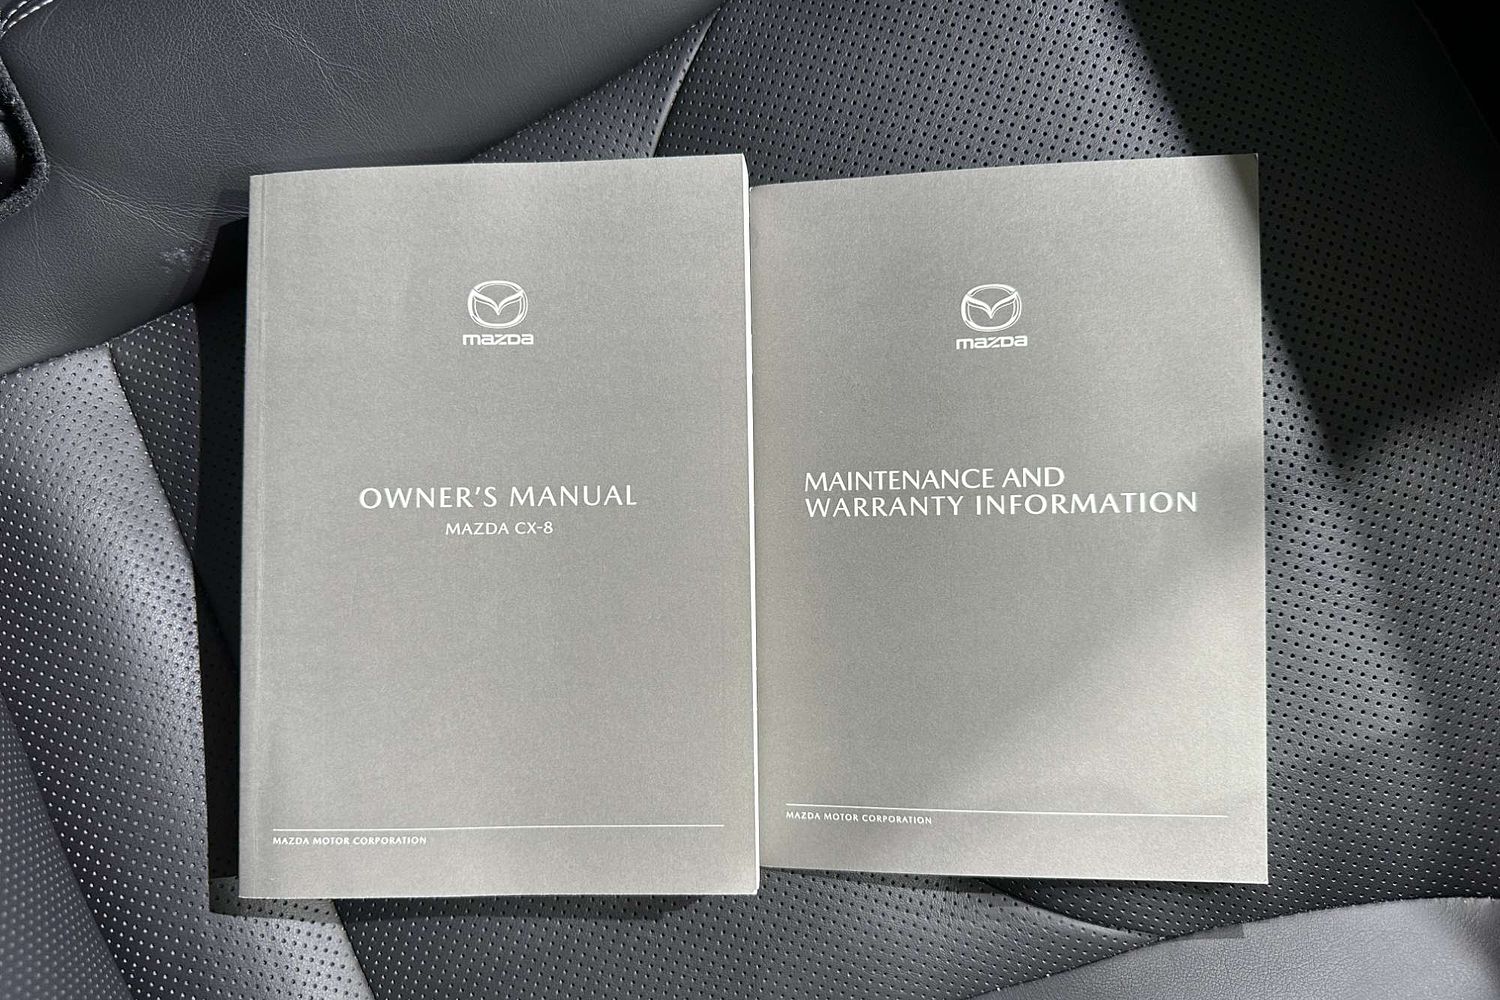 mazda
OWNER'S MANUAL
MAZDA CX-8
MAZDA MOTOR CORPORATION
mazda
MAINTENANCE AND
WARRANTY INFORMATION
MAZDA MOTOR CORPORATION